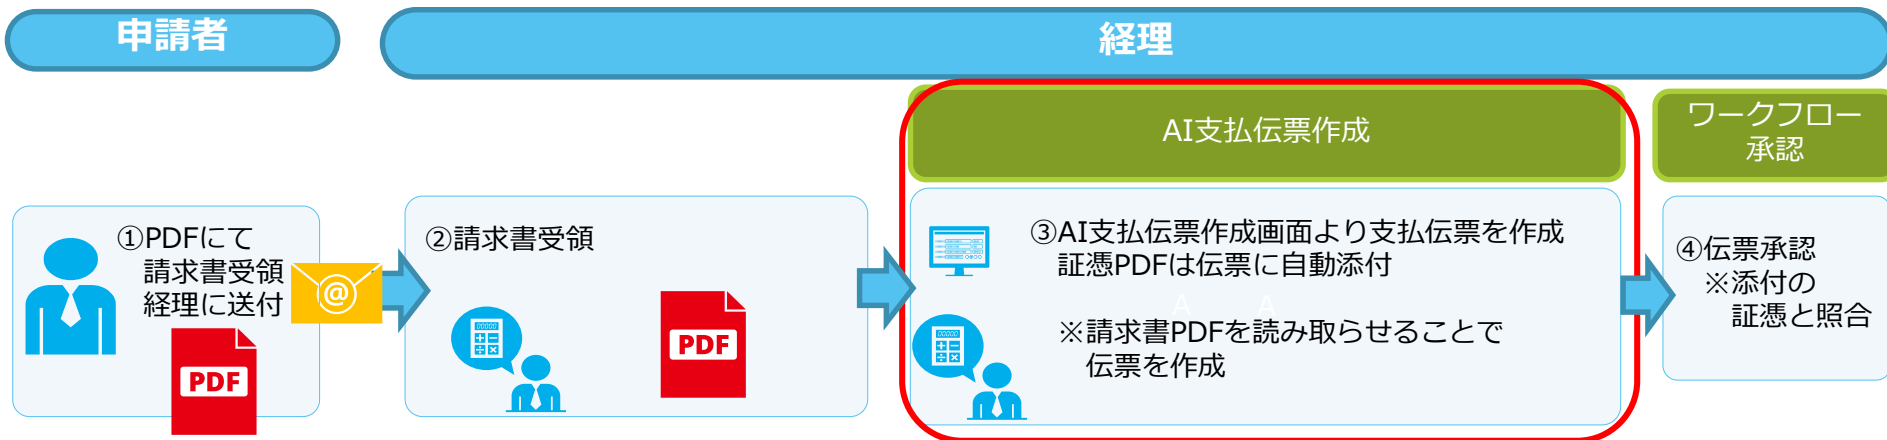 申請者
経理
AI支払伝票作成
ワークフロー
承認
①PDFにて
請求書受領
経理に送付
@
PDF
②請求書受領
00000
PDF
③AI支払伝票作成画面より支払伝票を作成
証憑PDFは伝票に自動添付
A A
※請求書PDFを読み取らせることで
伝票を作成
00000
④伝票承認
※添付の
証憑と照合